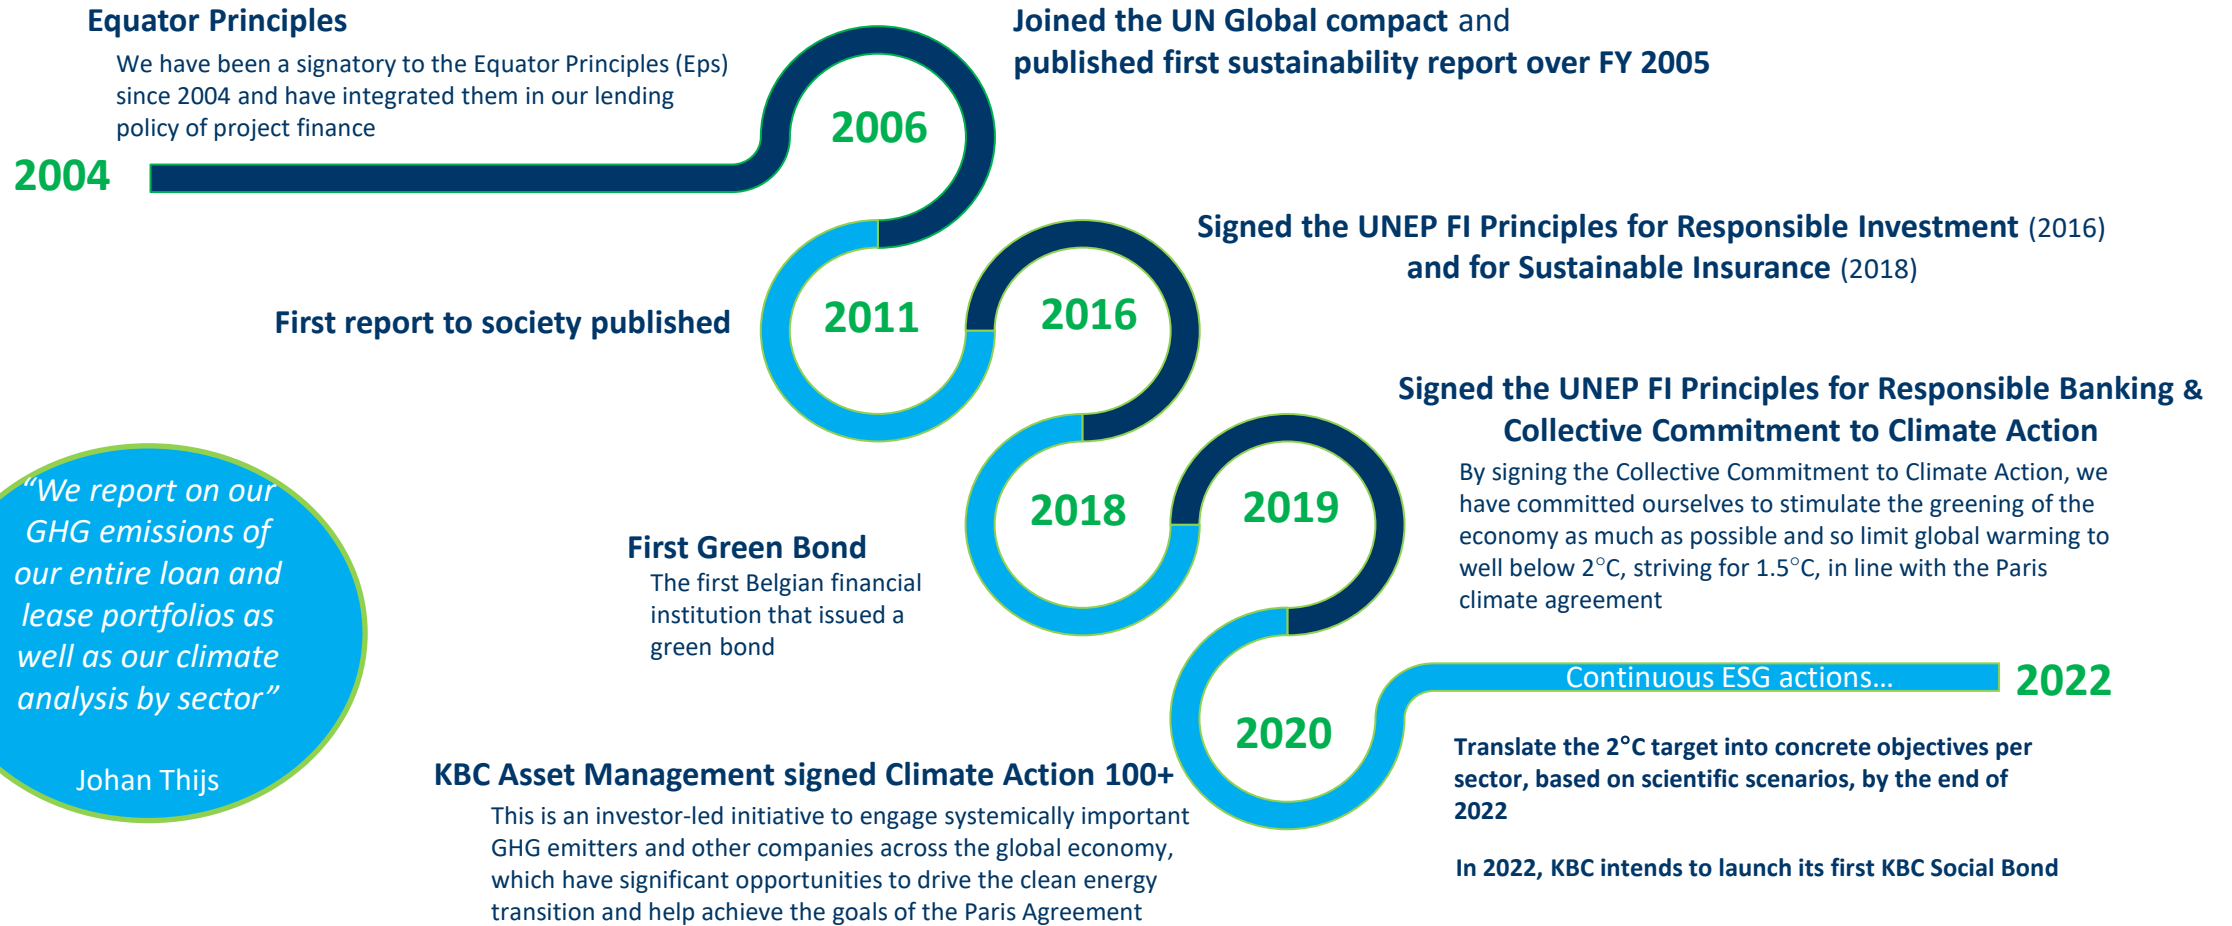 Equator Principles
We have been a signatory to the Equator Principles (Eps)
since 2004 and have integrated them in our lending
policy of project finance
2004
Joined the UN Global compact and
published first sustainability report over FY 2005
2006
First report to society published
2011
Signed the UNEP FI Principles for Responsible Investment (2016)
and for Sustainable Insurance (2018)
2016
First Green Bond
The first Belgian financial
institution that issued a
green bond
2018
Signed the UNEP FI Principles for Responsible Banking &
Collective Commitment to Climate Action
By signing the Collective Commitment to Climate Action, we
have committed ourselves to stimulate the greening of the
economy as much as possible and so limit global warming to
well below 2°C, striving for 1.5°C, in line with the Paris
climate agreement
2019
KBC Asset Management signed Climate Action 100+
This is an investor-led initiative to engage systemically important
GHG emitters and other companies across the global economy,
which have significant opportunities to drive the clean energy
transition and help achieve the goals of the Paris Agreement
2020
Continuous ESG actions...
2022
Translate the 2°C target into concrete objectives per
sector, based on scientific scenarios, by the end of
2022
In 2022, KBC intends to launch its first KBC Social Bond
“We report on our
GHG emissions of
our entire loan and
lease portfolios as
well as our climate
analysis by sector”
Johan Thijs